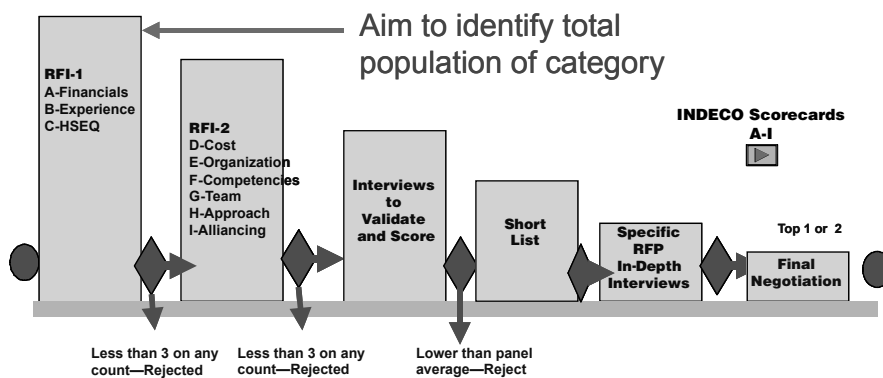 Aim to identify total
population of category
RFI-1
A-Financials
B-Experience
C-HSEQ
RFI-2
D-Cost
E-Organization
F-Competencies
G-Team
H-Approach
I-Alliancing
Interviews
to
Validate
and Score
Short
List
Specific
RFP
In-Depth
Interviews
INDECO Scorecards
A-I
Top 1 or 2
Final
Negotiation
Less than 3 on any
count—Rejected
Less than 3 on any
count—Rejected
Lower than panel
average—Reject